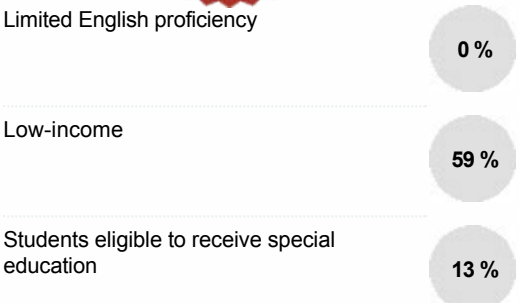 Limited English proficiency
0 %
Low-income
59 %
Students eligible to receive special
education
13 %